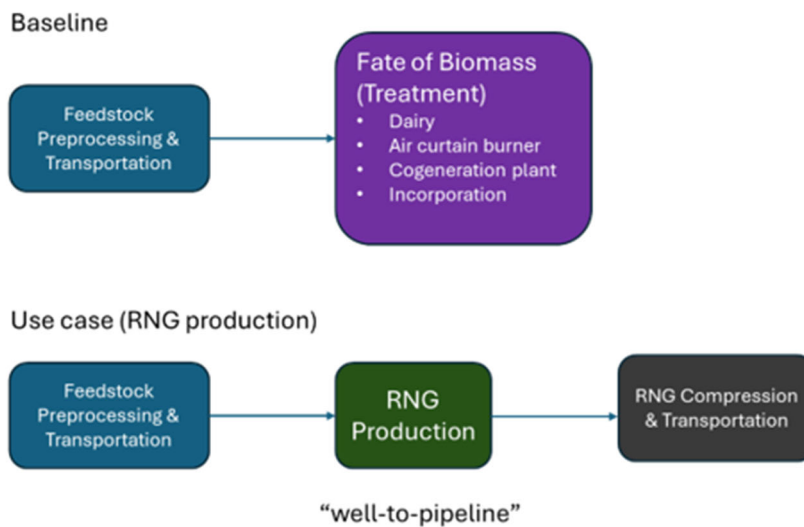 Baseline
Feedstock
Preprocessing &
Transportation
Fate of Biomass
(Treatment)
• Dairy
• Air curtain burner
• Cogeneration plant
• Incorporation
Use case (RNG production)
Feedstock
Preprocessing &
Transportation
RNG
Production
RNG Compression
& Transportation
“well-to-pipeline”